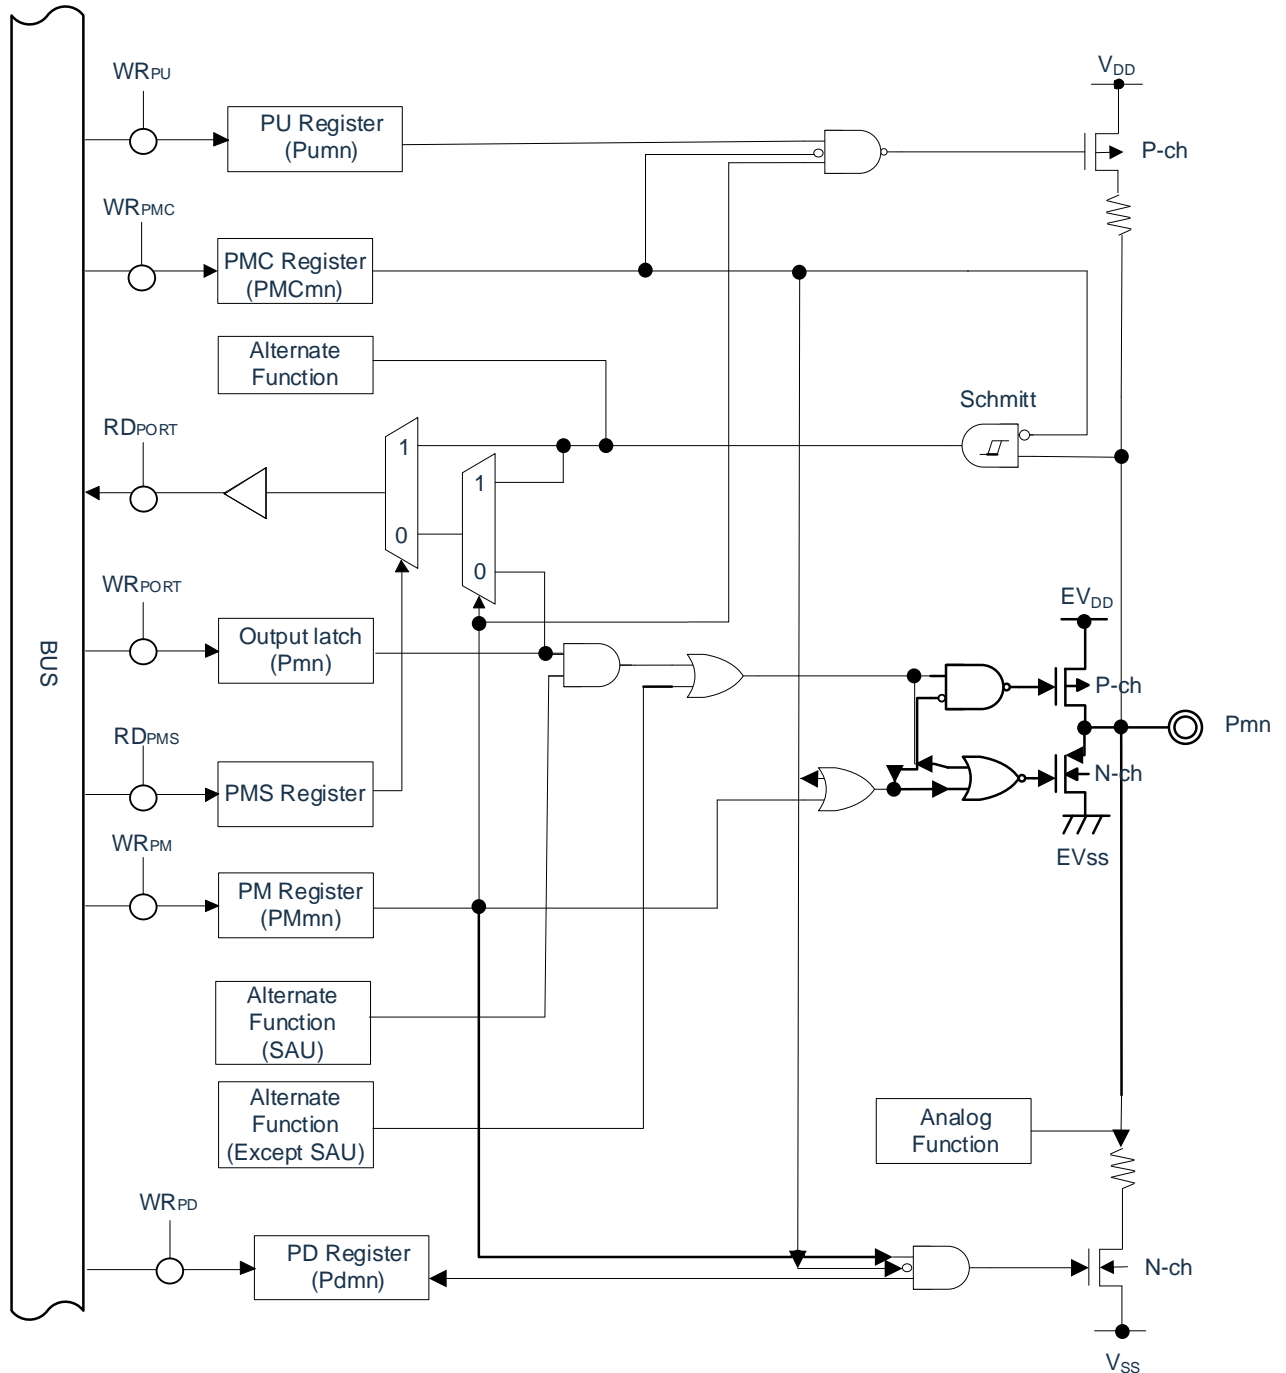 WRPU
VDD
PU Register
(Pumn)
P-ch
WRPMC
PMC Register
(PMCmn)
Alternate
Function
Schmitt
RDPORT
1
1
0
0
WRPORT
EVDD
BUS
Output latch
(Pmn)
P-ch
Pmn
RDPMS
PMS Register
N-ch
WRPM
EVss
PM Register
(PMmn)
Alternate
Function
(SAU)
Alternate
Function
(Except SAU)
Analog
Function
WRPD
PD Register
(Pdmn)
N-ch
VSS